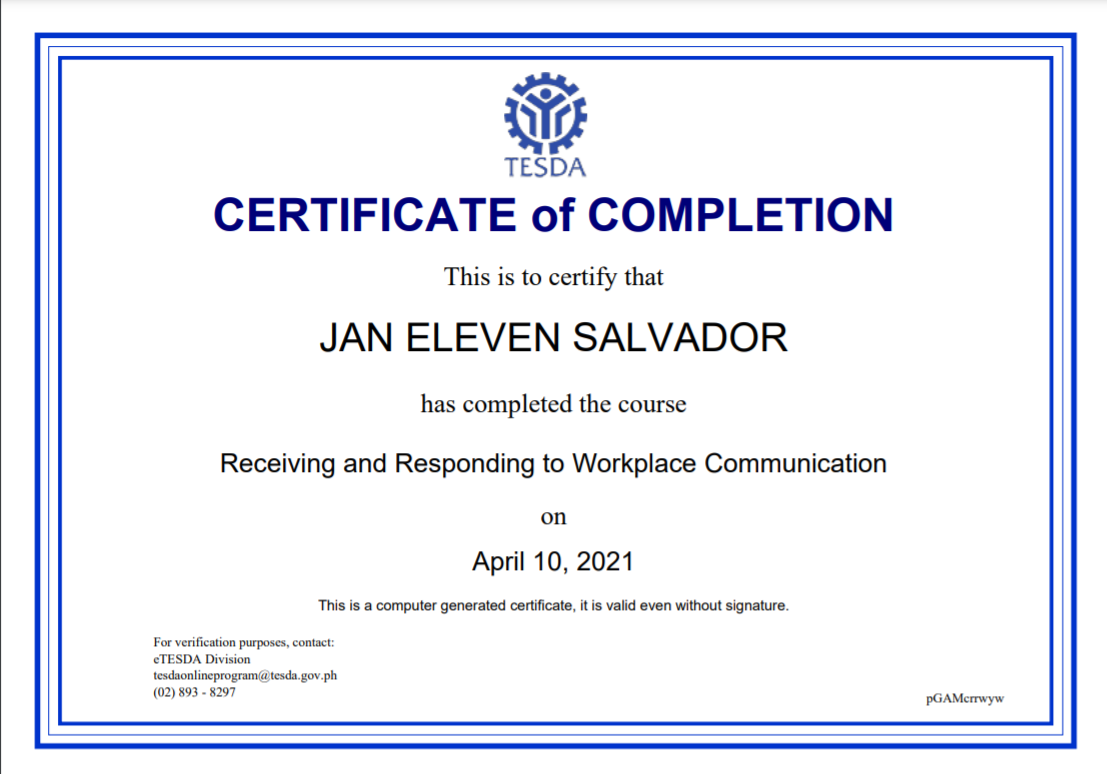 TESDA
CERTIFICATE of COMPLETION
This is to certify that
JAN ELEVEN SALVADOR
has completed the course
Receiving and Responding to Workplace Communication
on
April 10, 2021
This is a computer generated certificate, it is valid even without signature.
For verification purposes, contact:
eTESDA Division
tesdaonlineprogram@tesda.gov.ph
(02) 893 - 8297
pGAMcrrwyw